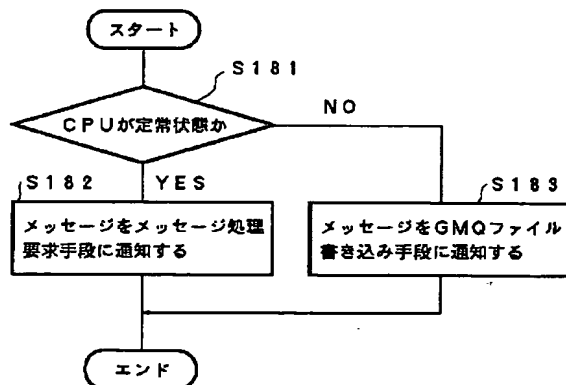 スタート
S181
CPUが定常状態か
NO
S182
YES
S183
メッセージをメッセージ処理
要求手段に通知する
メッセージをGMQファイル
書き込み手段に通知する
エンド